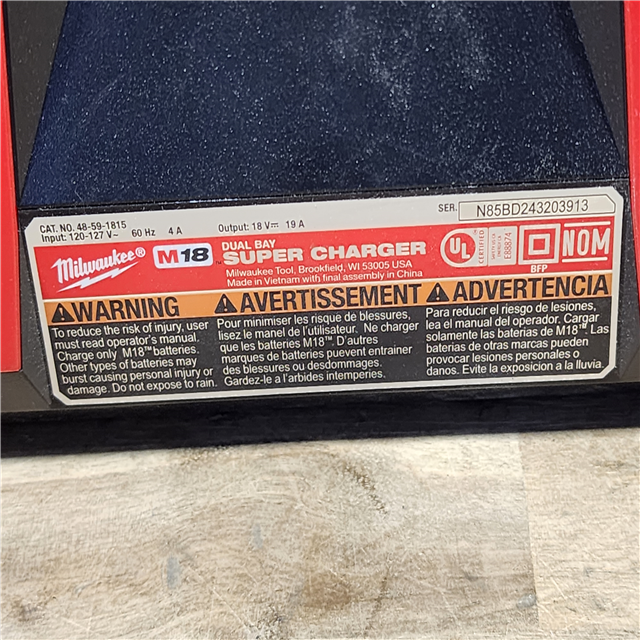 CAT. NO. 48-59-1815
SER. N85BD243203913
Input: 120-127 V~ 60 Hz 4 A Output: 18 V⎓ 19 A
Milwaukee®
M18™
DUAL BAY
SUPER CHARGER
Milwaukee Tool, Brookfield, WI 53005 USA
Made in Vietnam with final assembly in China
UL
CERTIFIED
E88874
BFP
NOM
WARNING
To reduce the risk of injury, user
must read operator's manual.
Charge only M18™ batteries.
Other types of batteries may
burst causing personal injury or
damage. Do not expose to rain.
AVERTISSEMENT
Pour minimiser les risque de blessures,
lisez le manel de l'utilisateur. Ne charger
que les batteries M18™ D'autres
marques de batteries puevent entrainer
des blessures ou desdommages.
Gardez-le a l'arbides intemperies.
ADVERTENCIA
Para reducir el riesgo de lesiones,
lea el manual del operador. Cargar
solamente las baterias de M18™. Las
baterias de otras marcas pueden
provocar lesiones personales o
danos. Evite la exposicion a la lluvia.